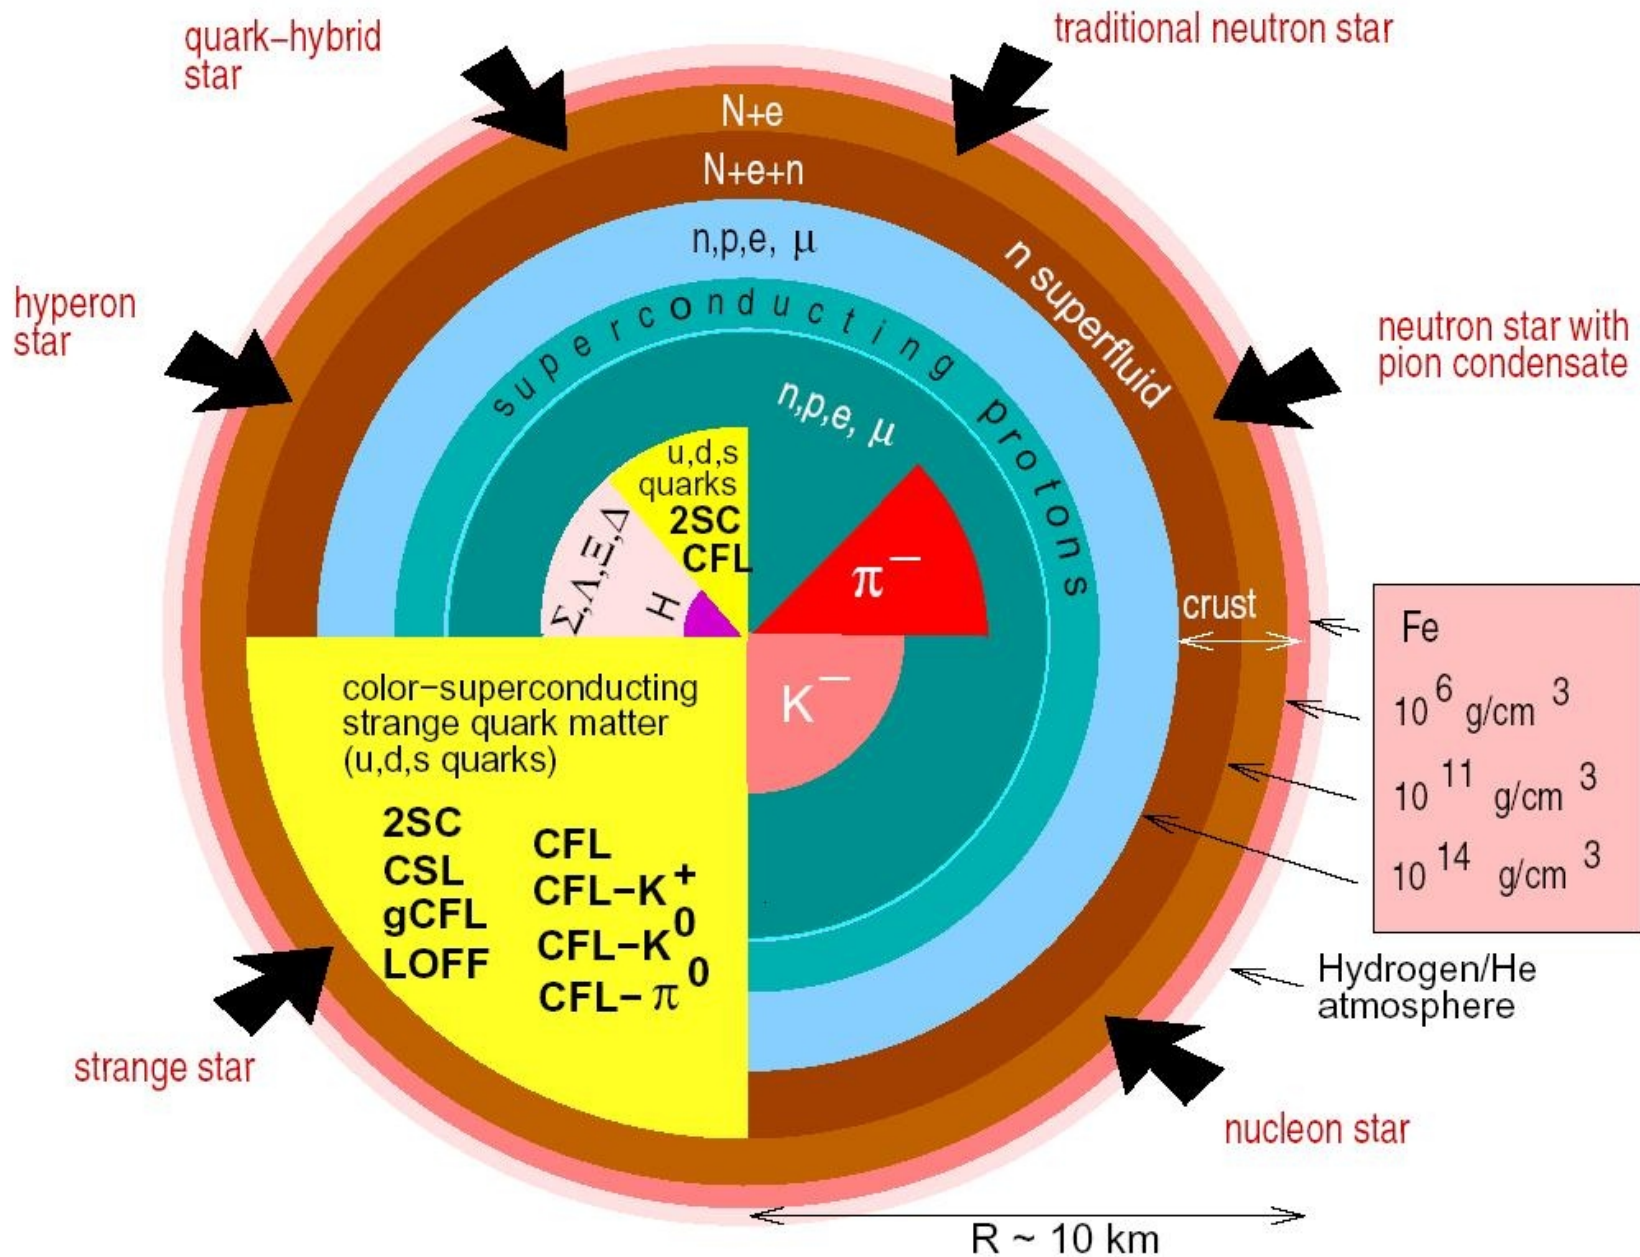 quark–hybrid
star
traditional neutron star
N+e
N+e+n
n,p,e, μ
n superfluid
hyperon
star
neutron star with
pion condensate
superconducting protons
n,p,e, μ
u,d,s
quarks
2SC
CFL
Σ,Λ,Ξ,Δ
H
π⁻
K⁻
crust
Fe
10⁶ g/cm³
10¹¹ g/cm³
10¹⁴ g/cm³
color–superconducting
strange quark matter
(u,d,s quarks)
2SC
CSL
gCFL
LOFF
CFL
CFL–K⁺
CFL–K⁰
CFL–π⁰
Hydrogen/He
atmosphere
strange star
nucleon star
R ~ 10 km